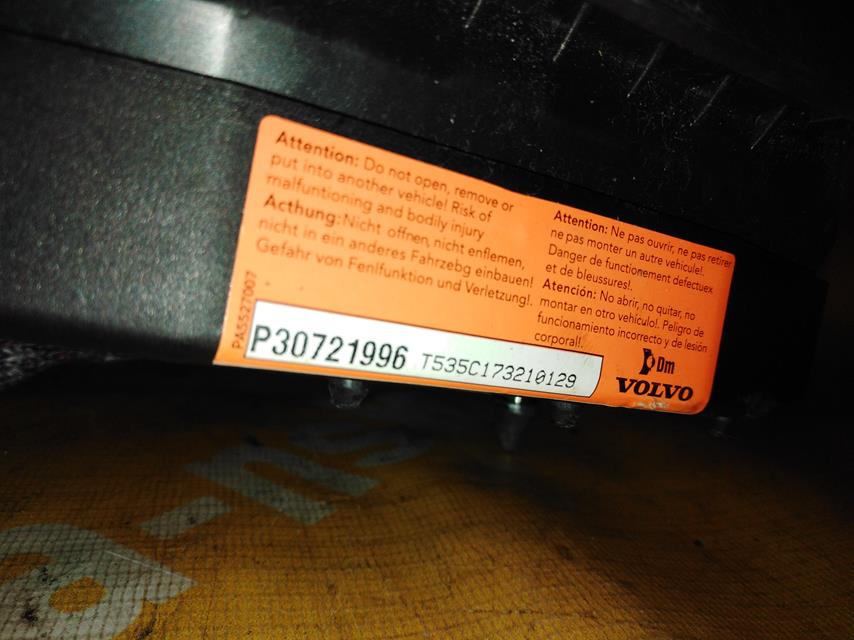 Attention: Do not open, remove or
put into another vehicle! Risk of
malfuntioning and bodily injury
Acthung: Nicht offnen, nicht enflemen,
nicht in ein anderes Fahrzebg einbauen!
Gefahr von Fenlfunktion und Verletzung!.
Attention: Ne pas ouvrir, ne pas retirer
ne pas monter un autre vehicule!.
Danger de functionement defectuex
et de bleussures!.
Atención: No abrir, no quitar, no
montar en otro vehículo!. Peligro de
funcionamiento incorrecto y de lesión
corporal!.
PA5527007
P30721996 T535C173210129
Dm
VOLVO